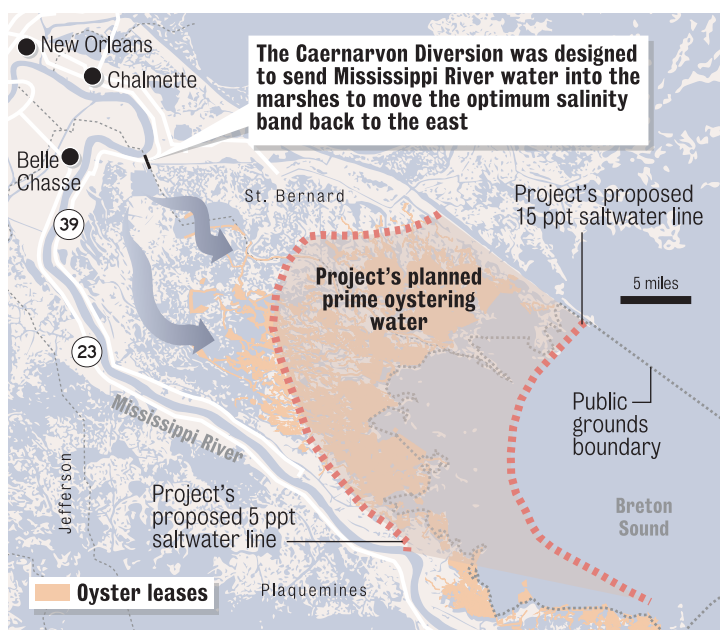 New Orleans
Chalmette
The Caernarvon Diversion was designed
to send Mississippi River water into the
marshes to move the optimum salinity
band back to the east
Belle
Chasse
St. Bernard
Project's proposed
15 ppt saltwater line
39
Project's planned
prime oystering
water
5 miles
23
Mississippi River
Public
grounds
boundary
Jefferson
Project's
proposed 5 ppt
saltwater line
Breton
Sound
Oyster leases
Plaquemines